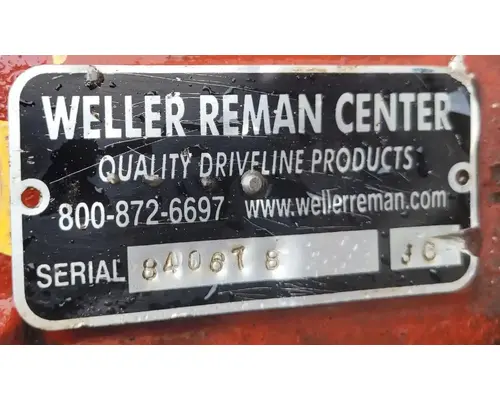 WELLER REMAN CENTER
QUALITY DRIVELINE PRODUCTS
800-872-6697 www.wellerreman.com
SERIAL 840678